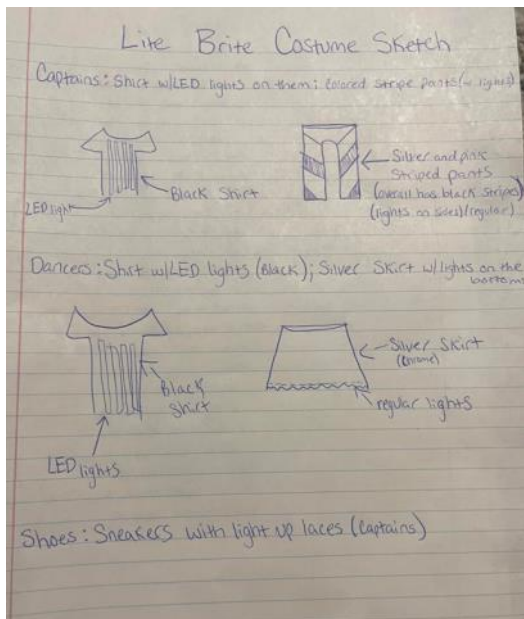 Lite Brite Costume Sketch
Captains: Shirt w/LED lights on them; Colored stripe pants (w lights)
Silver and pink
Striped pants
(overall has black stripes)
(lights on sides)/(regular)
Black Shirt
LED light
Dancers: Shirt w/LED lights (Black); Silver Skirt w/lights on the
bottom
Silver Skirt
(Chrome)
Black
Shirt
regular lights
LED lights
Shoes: Sneakers with light up laces (Captains)